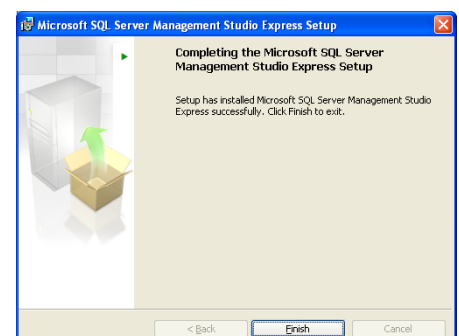 Microsoft SQL Server Management Studio Express Setup
Completing the Microsoft SQL Server
Management Studio Express Setup
Setup has installed Microsoft SQL Server Management Studio
Express successfully. Click Finish to exit.
< Back
Finish
Cancel